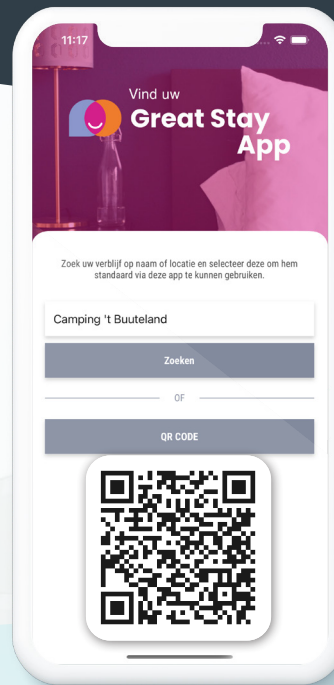 11:17
Vind uw
Great Stay
App
Zoek uw verblijf op naam of locatie en selecteer deze om hem
standaard via deze app te kunnen gebruiken.
Camping 't Buuteland
Zoeken
OF
QR CODE